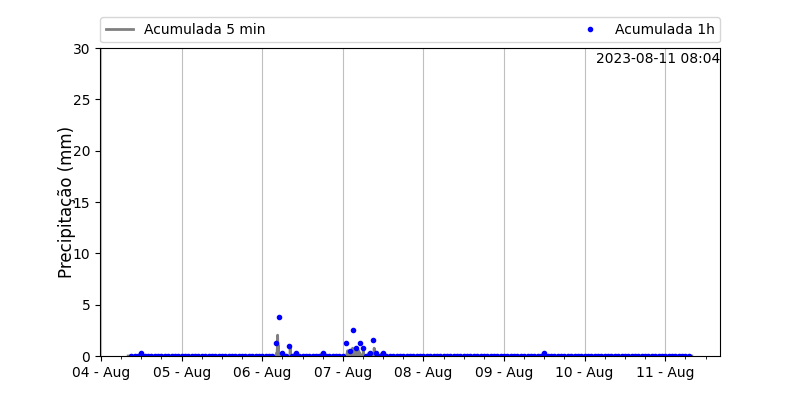 Acumulada 5 min
Acumulada 1h
2023-08-11 08:04
Precipitação (mm)
30
25
20
15
10
5
0
04 - Aug
05 - Aug
06 - Aug
07 - Aug
08 - Aug
09 - Aug
10 - Aug
11 - Aug